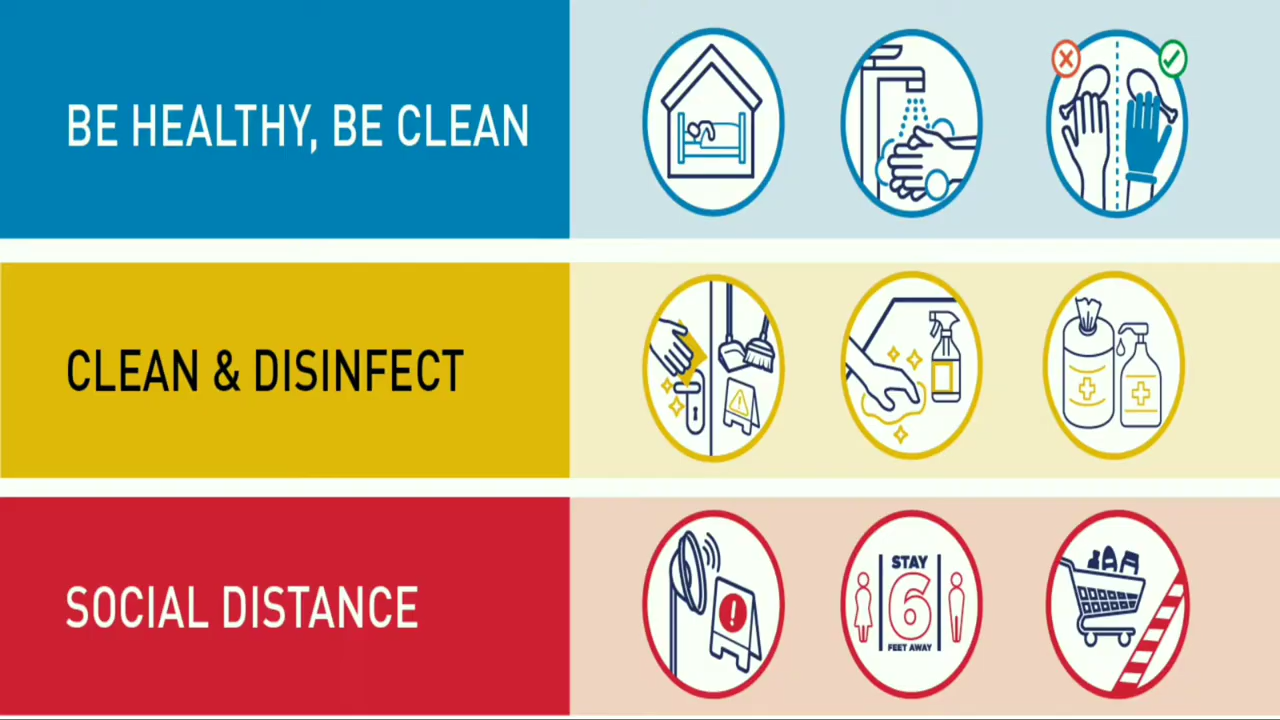 BE HEALTHY, BE CLEAN
CLEAN & DISINFECT
SOCIAL DISTANCE
STAY
6
FEET AWAY